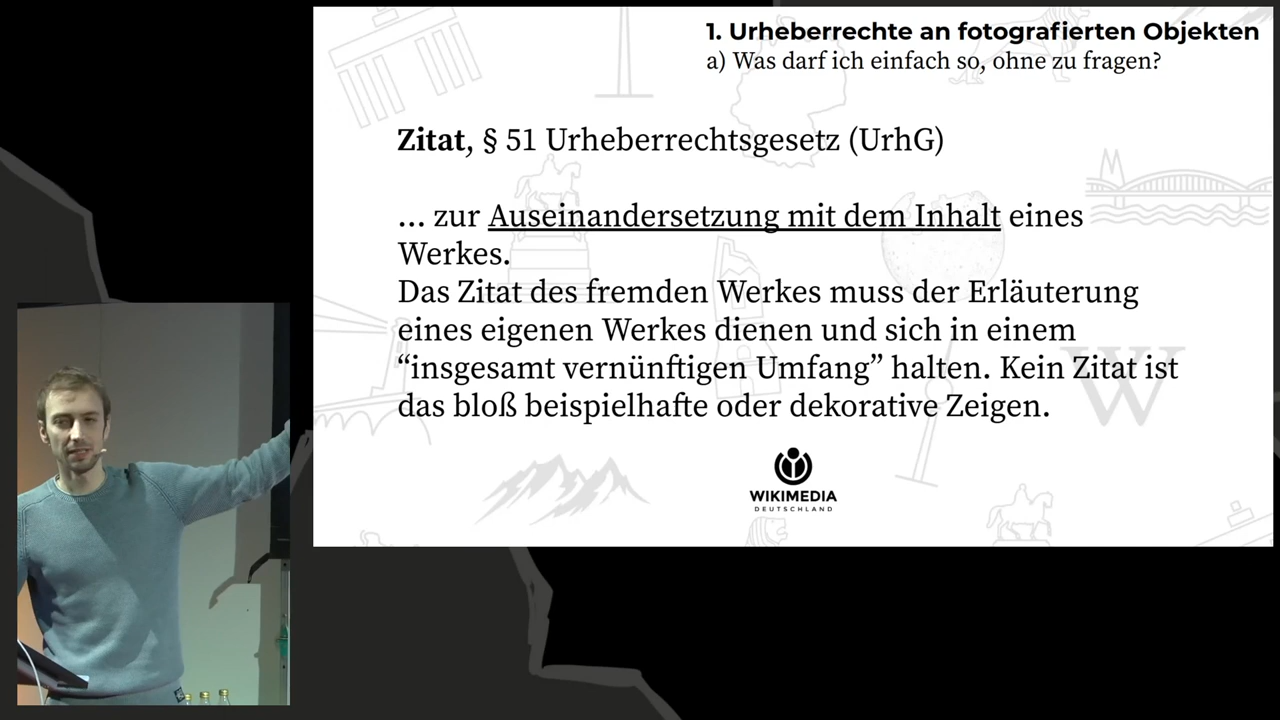 1. Urheberrechte an fotografierten Objekten
a) Was darf ich einfach so, ohne zu fragen?
Zitat, § 51 Urheberrechtsgesetz (UrhG)
... zur Auseinandersetzung mit dem Inhalt eines
Werkes.
Das Zitat des fremden Werkes muss der Erläuterung
eines eigenen Werkes dienen und sich in einem
“insgesamt vernünftigen Umfang” halten. Kein Zitat ist
das bloß beispielhafte oder dekorative Zeigen.
W
WIKIMEDIA
DEUTSCHLAND